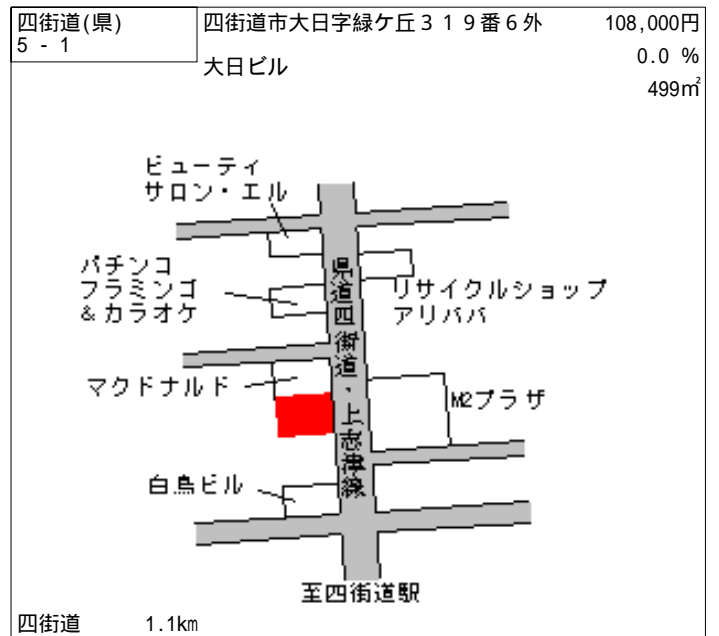 四街道(県)
5 - 1
四街道市大日字緑ケ丘３１９番６外
108,000円
大日ビル
0.0 %
499㎡
ビューティ
サロン・エル
パチンコ
フラミンゴ
&カラオケ
県道四街道・上志津線
リサイクルショップ
アリババ
マクドナルド
M2プラザ
白鳥ビル
至四街道駅
四街道 1.1km